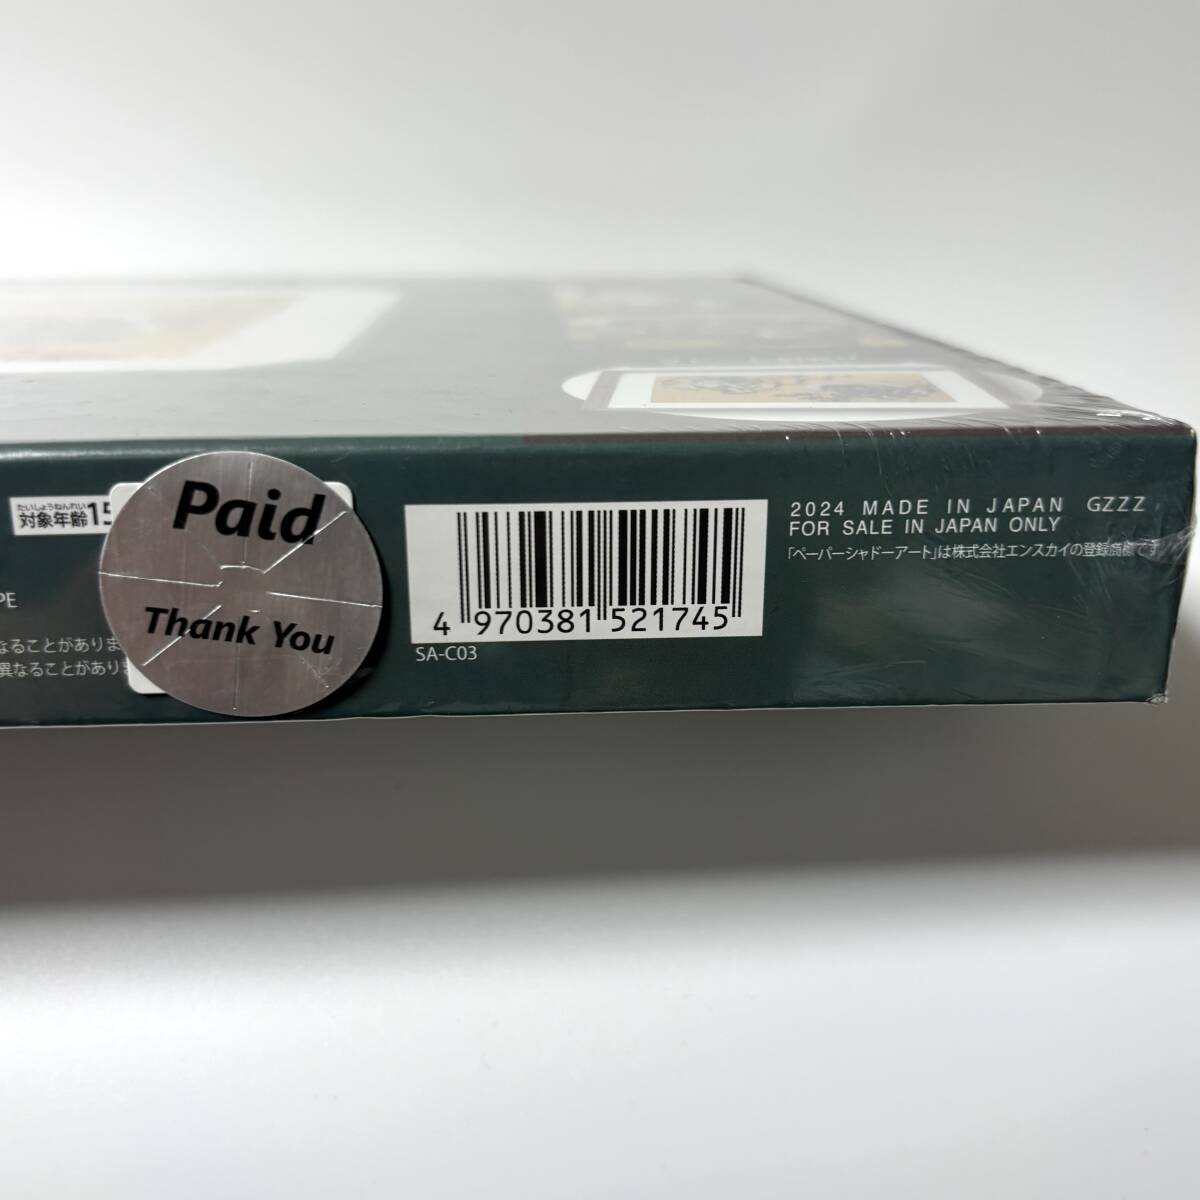 たいしょうねんれい
対象年齢15
Paid
Thank You
PE
なることがありま
異なることがありま
4 970381 521745
SA-C03
2024 MADE IN JAPAN GZZZ
FOR SALE IN JAPAN ONLY
「ペーパーシャドーアート」は株式会社エンスカイの登録商標です